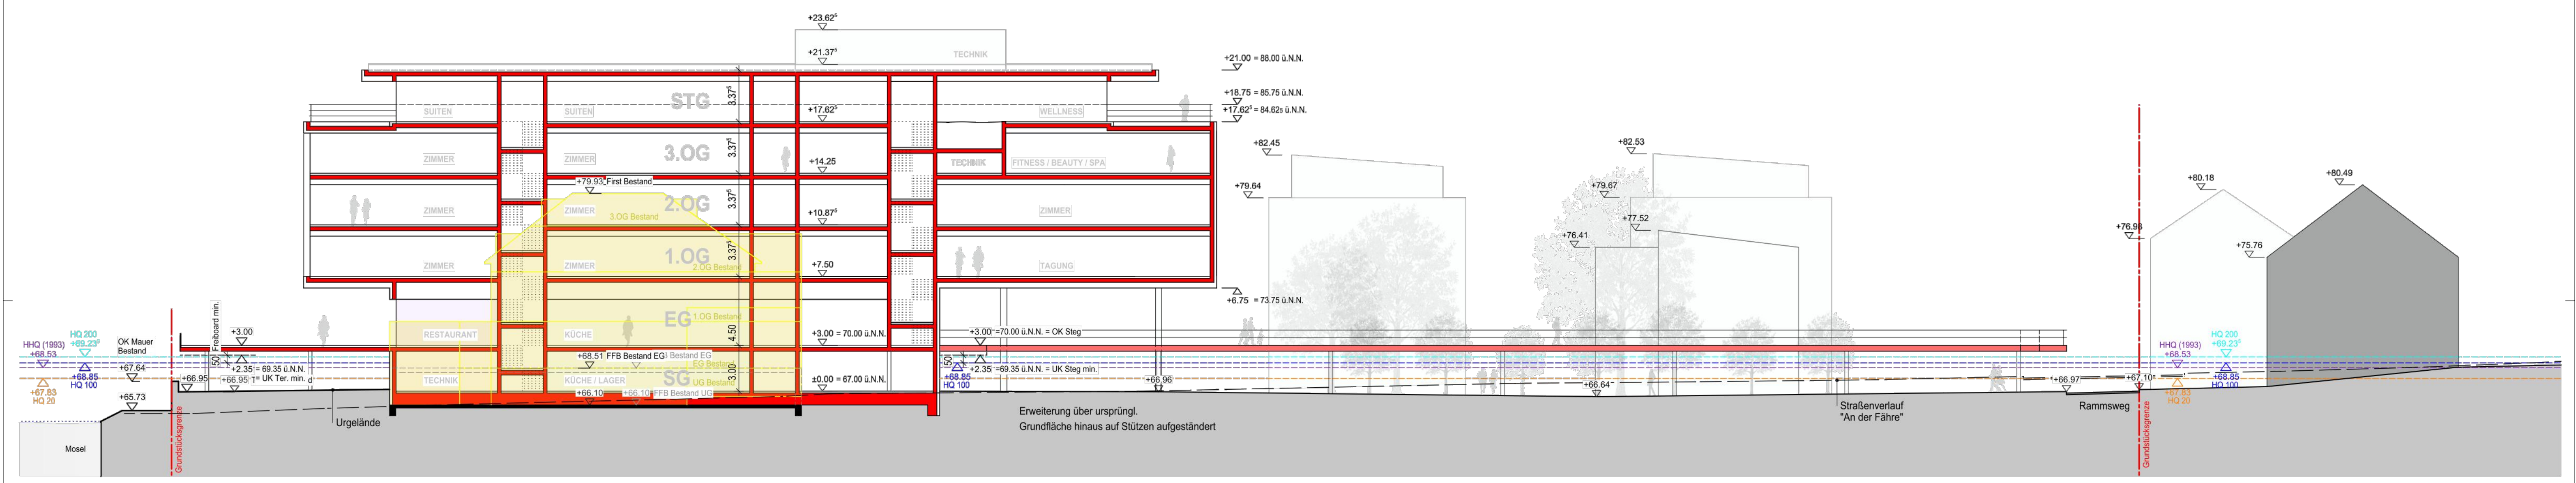 +23.62⁵
+21.37⁵
TECHNIK
+21.00 = 88.00 ü.N.N.
STG
3.37⁵
+18.75 = 85.75 ü.N.N.
SUITEN
SUITEN
+17.62⁵
WELLNESS
+17.62⁵ = 84.62⁵ ü.N.N.
3.OG
3.37⁵
ZIMMER
ZIMMER
+14.25
TECHNIK
FITNESS / BEAUTY / SPA
+82.45
+82.53
+79.93 First Bestand
+79.64
+79.67
+80.18
+80.49
2.OG
3.37⁵
ZIMMER
ZIMMER
3.OG Bestand
+10.87⁵
ZIMMER
+77.52
+76.41
+76.98
+75.76
1.OG
3.37⁵
ZIMMER
ZIMMER
2.OG Bestand
+7.50
TAGUNG
+6.75 = 73.75 ü.N.N.
EG
1.OG Bestand
4.50
RESTAURANT
KÜCHE
+3.00 = 70.00 ü.N.N.
+3.00 =70.00 ü.N.N. = OK Steg
HQ 200
+69.23⁵
HHQ (1993)
+68.53
+68.85
HQ 100
+67.83
HQ 20
OK Mauer
Bestand
+67.64
+65.73
+66.95
Freiboard min.
50
+3.00
+2.35 = 69.35 ü.N.N.
= UK Ter. min.
+66.95
+68.51 FFB Bestand EG
Bestand EG
EG Bestand
50
+68.85
HQ 100
+2.35 =69.35 ü.N.N. = UK Steg min.
TECHNIK
KÜCHE / LAGER
SG
UG Bestand
3.00
±0.00 = 67.00 ü.N.N.
+66.10
+66.10 FFB Bestand UG
+66.96
+66.64
+66.97
+67.10
HHQ (1993)
+68.53
HQ 200
+69.23⁵
+68.85
HQ 100
+67.83
HQ 20
Mosel
Grundstücksgrenze
Urgelände
Erweiterung über ursprüngl.
Grundfläche hinaus auf Stützen aufgeständert
Straßenverlauf
"An der Fähre"
Rammsweg
Grundstücksgrenze